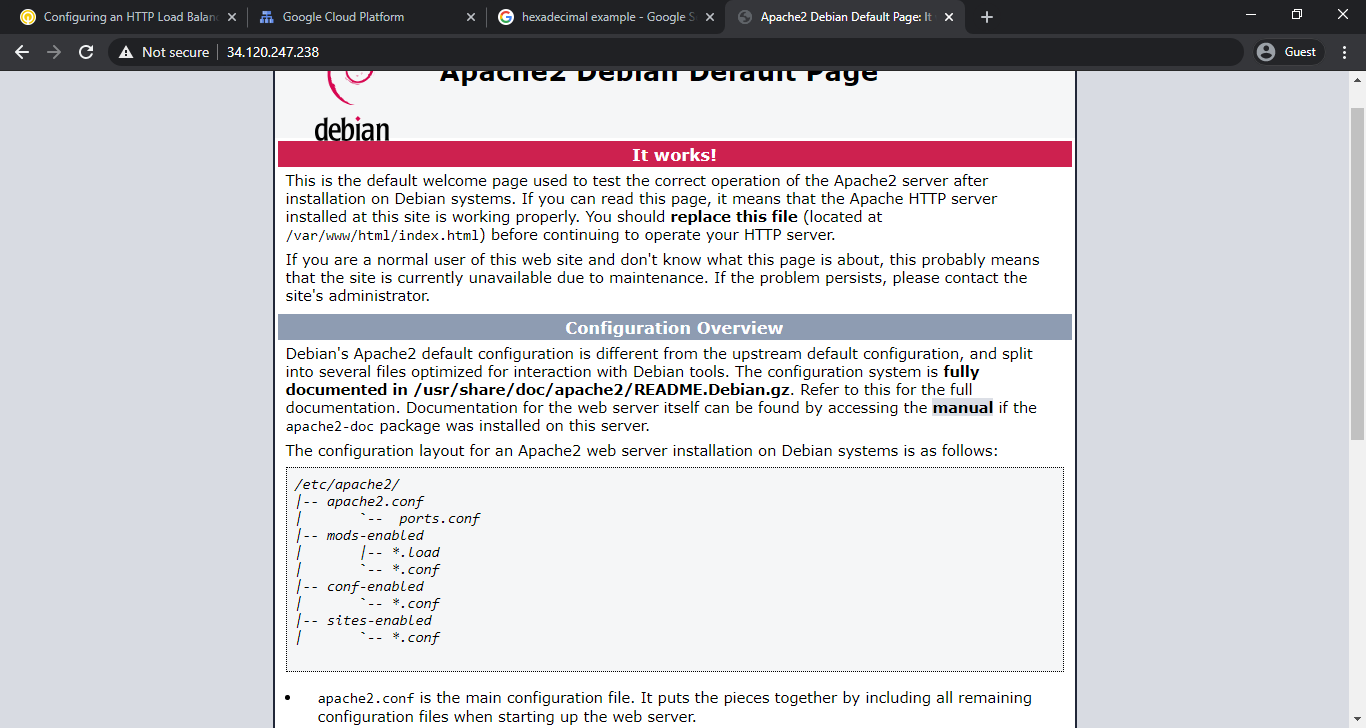 Configuring an HTTP Load Balanc
Google Cloud Platform
hexadecimal example - Google S
Apache2 Debian Default Page: It
Not secure
34.120.247.238
Guest
Apache2 Debian Default Page
debian
It works!
This is the default welcome page used to test the correct operation of the Apache2 server after
installation on Debian systems. If you can read this page, it means that the Apache HTTP server
installed at this site is working properly. You should replace this file (located at
/var/www/html/index.html) before continuing to operate your HTTP server.
If you are a normal user of this web site and don't know what this page is about, this probably means
that the site is currently unavailable due to maintenance. If the problem persists, please contact the
site's administrator.
Configuration Overview
Debian's Apache2 default configuration is different from the upstream default configuration, and split
into several files optimized for interaction with Debian tools. The configuration system is fully
documented in /usr/share/doc/apache2/README.Debian.gz. Refer to this for the full
documentation. Documentation for the web server itself can be found by accessing the manual if the
apache2-doc package was installed on this server.
The configuration layout for an Apache2 web server installation on Debian systems is as follows:
/etc/apache2/
|-- apache2.conf
|       `--  ports.conf
|-- mods-enabled
|       |-- *.load
|       `-- *.conf
|-- conf-enabled
|       `-- *.conf
|-- sites-enabled
|       `-- *.conf
• apache2.conf is the main configuration file. It puts the pieces together by including all remaining
configuration files when starting up the web server.